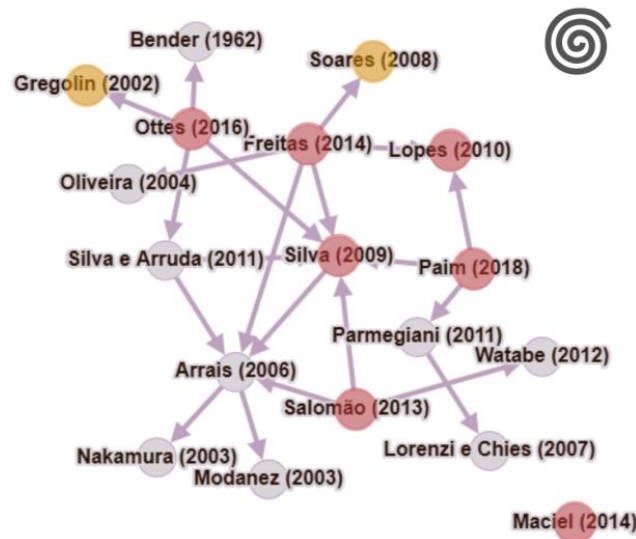 Bender (1962)
Soares (2008)
Gregolin (2002)
Ottes (2016)
Freitas (2014)
Lopes (2010)
Oliveira (2004)
Silva e Arruda (2011)
Silva (2009)
Paim (2018)
Parmegiani (2011)
Watabe (2012)
Arrais (2006)
Salomão (2013)
Nakamura (2003)
Lorenzi e Chies (2007)
Modanez (2003)
Maciel (2014)